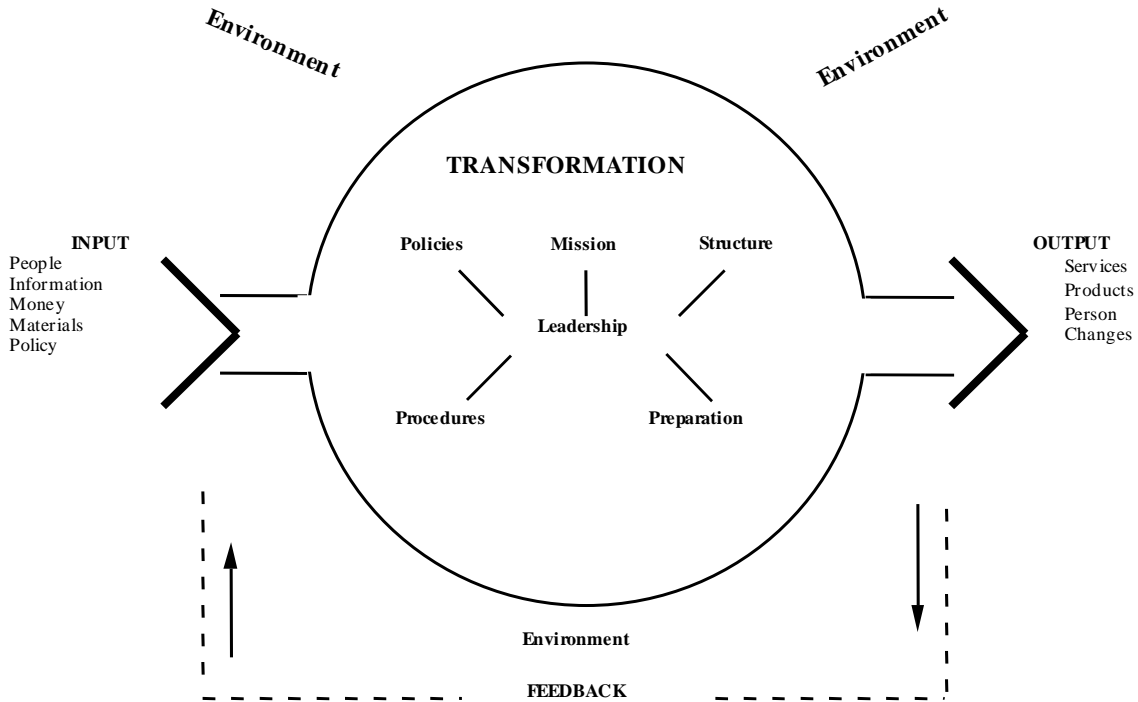 Environment
Environment
TRANSFORMATION
INPUT
People
Information
Money
Materials
Policy
Policies
Mission
Structure
Leadership
Procedures
Preparation
OUTPUT
Services
Products
Person
Changes
Environment
FEEDBACK